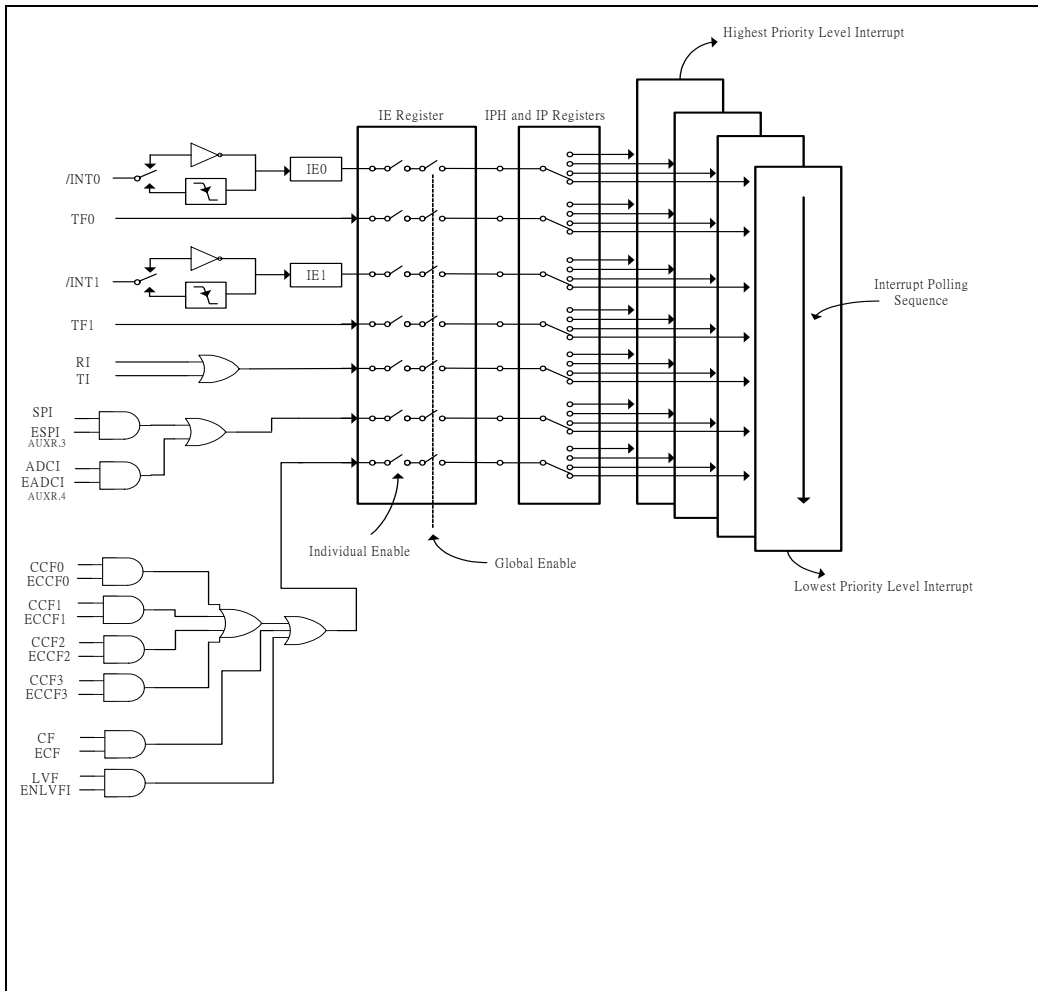 Highest Priority Level Interrupt
IE Register
IPH and IP Registers
/INT0
IE0
TF0
/INT1
IE1
Interrupt Polling
Sequence
TF1
RI
TI
SPI
ESPI
AUXR.3
ADCI
EADCI
AUXR.4
Individual Enable
Global Enable
Lowest Priority Level Interrupt
CCF0
ECCF0
CCF1
ECCF1
CCF2
ECCF2
CCF3
ECCF3
CF
ECF
LVF
ENLVFI